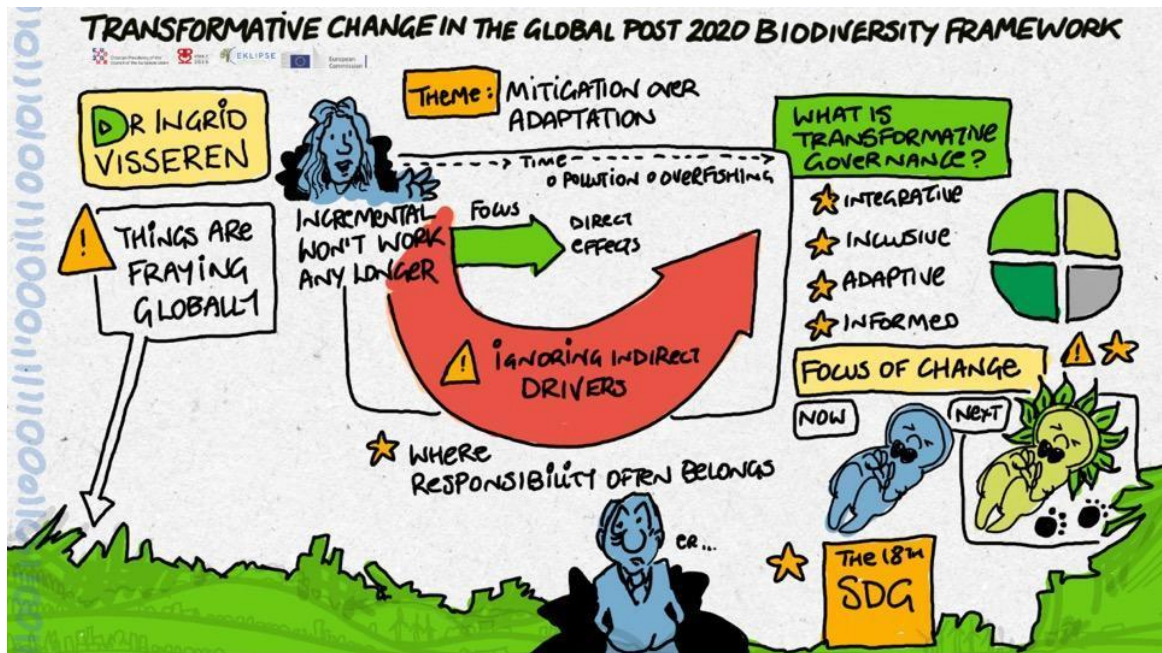 TRANSFORMATIVE CHANGE IN THE GLOBAL POST 2020 BIODIVERSITY FRAMEWORK
EKLIPSE
European
Commission
DR INGRID
VISSEREN
THEME:
MITIGATION OVER
ADAPTATION
WHAT IS
TRANSFORMATIVE
GOVERNANCE?
TIME
POLLUTION OVERFISHING
THINGS ARE
FRAYING
GLOBALLY
INCREMENTAL
WON'T WORK
ANY LONGER
FOCUS
DIRECT
EFFECTS
INTEGRATIVE
INCLUSIVE
ADAPTIVE
INFORMED
IGNORING INDIRECT
DRIVERS
FOCUS OF CHANGE
NOW
NEXT
WHERE
RESPONSIBILITY OFTEN BELONGS
ER...
THE 18TH
SDG